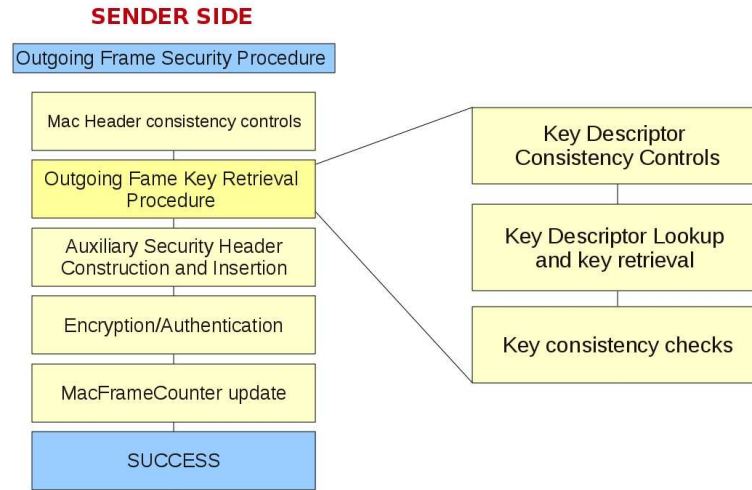 SENDER SIDE
Outgoing Frame Security Procedure
Mac Header consistency controls
Outgoing Fame Key Retrieval
Procedure
Auxiliary Security Header
Construction and Insertion
Encryption/Authentication
MacFrameCounter update
SUCCESS
Key Descriptor
Consistency Controls
Key Descriptor Lookup
and key retrieval
Key consistency checks